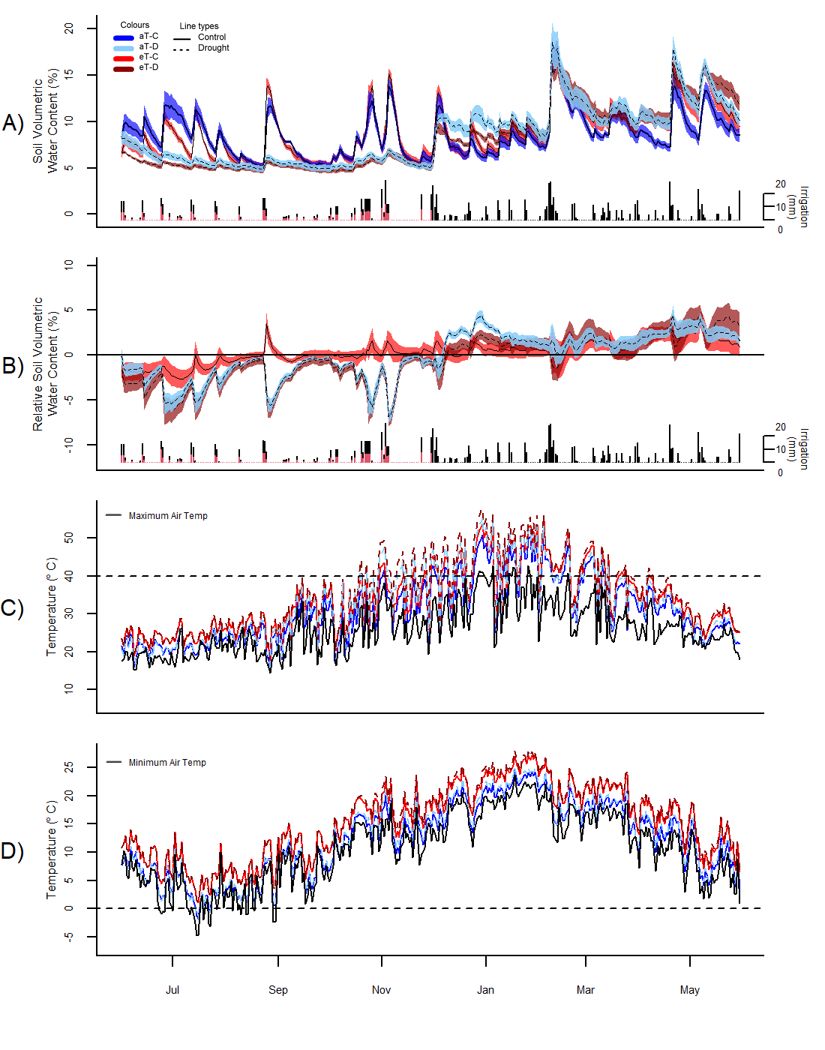 A)
Soil Volumetric
Water Content (%)
20
15
10
5
0
Colours
aT-C
aT-D
eT-C
eT-D
Line types
Control
Drought
20
10
0
Irrigation
(mm)
B)
Relative Soil Volumetric
Water Content (%)
10
5
0
-5
-10
20
10
0
Irrigation
(mm)
C)
Temperature (º C)
50
40
30
20
10
Maximum Air Temp
D)
Temperature (º C)
25
20
15
10
5
0
-5
Minimum Air Temp
Jul Sep Nov Jan Mar May